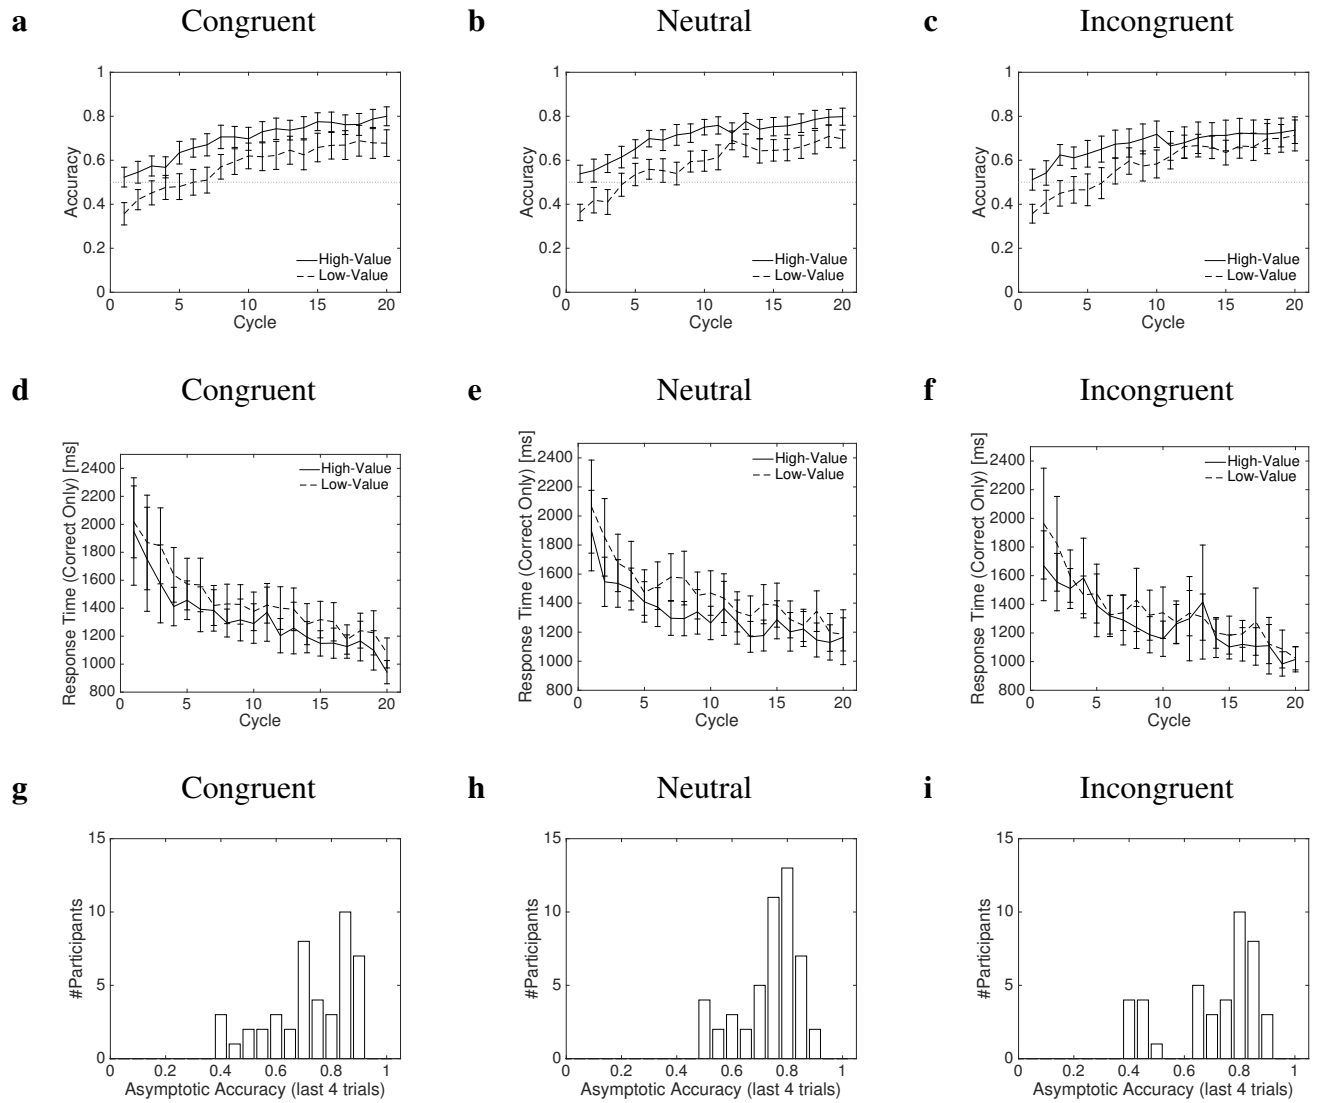 a Congruent b Neutral c Incongruent
1 1 1
0.8 0.8 0.8
0.6 0.6 0.6
Accuracy Accuracy Accuracy
0.4 0.4 0.4
0.2 High-Value 0.2 High-Value 0.2 High-Value
Low-Value Low-Value Low-Value
0 0 0
0 5 10 15 20 0 5 10 15 20 0 5 10 15 20
Cycle Cycle Cycle
d Congruent e Neutral f Incongruent
Response Time (Correct Only) [ms] Response Time (Correct Only) [ms] Response Time (Correct Only) [ms]
2400 High-Value 2400 High-Value 2400 High-Value
Low-Value Low-Value Low-Value
2200 2200 2200
2000 2000 2000
1800 1800 1800
1600 1600 1600
1400 1400 1400
1200 1200 1200
1000 1000 1000
800 800 800
0 5 10 15 20 0 5 10 15 20 0 5 10 15 20
Cycle Cycle Cycle
g Congruent h Neutral i Incongruent
15 15 15
10 10 10
#Participants #Participants #Participants
5 5 5
0 0 0
0 0.2 0.4 0.6 0.8 1 0 0.2 0.4 0.6 0.8 1 0 0.2 0.4 0.6 0.8 1
Asymptotic Accuracy (last 4 trials) Asymptotic Accuracy (last 4 trials) Asymptotic Accuracy (last 4 trials)